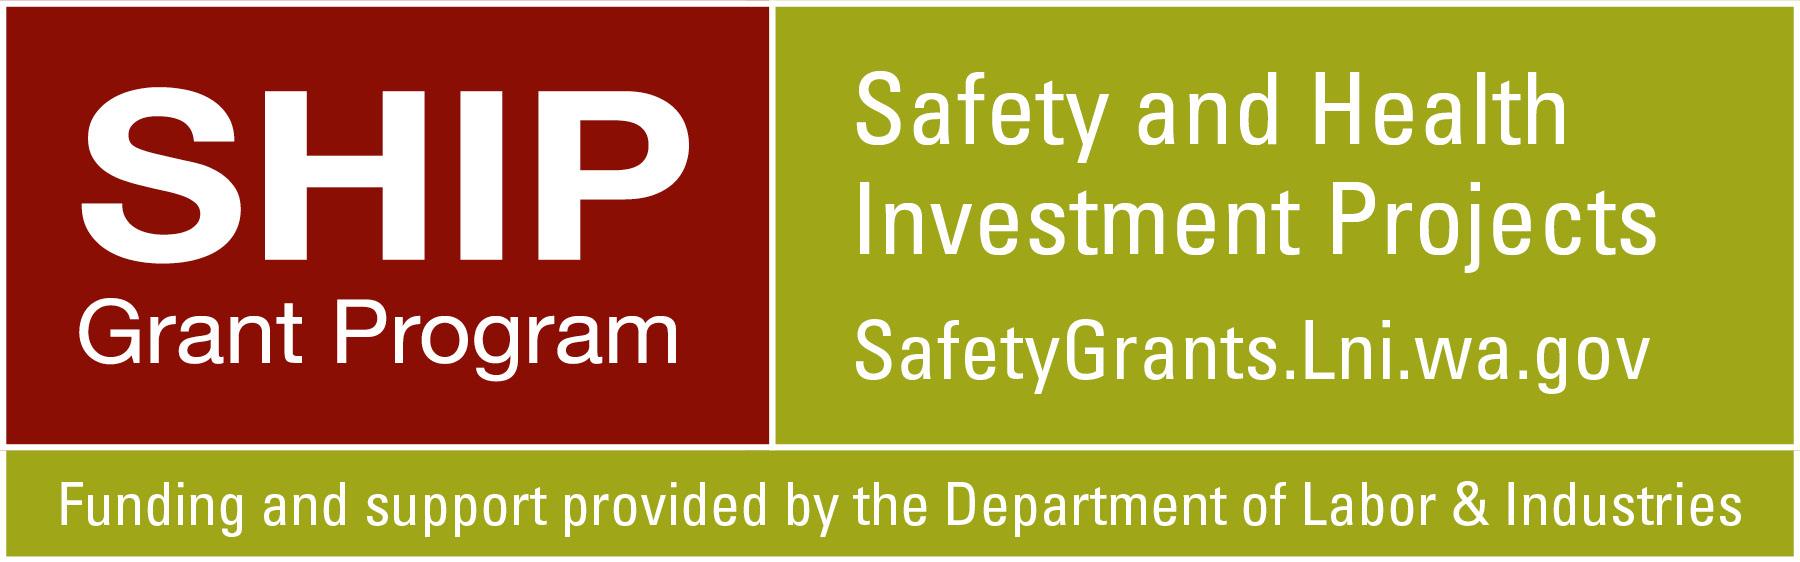 SHIP
Grant Program
Safety and Health
Investment Projects
SafetyGrants.Lni.wa.gov
Funding and support provided by the Department of Labor & Industries